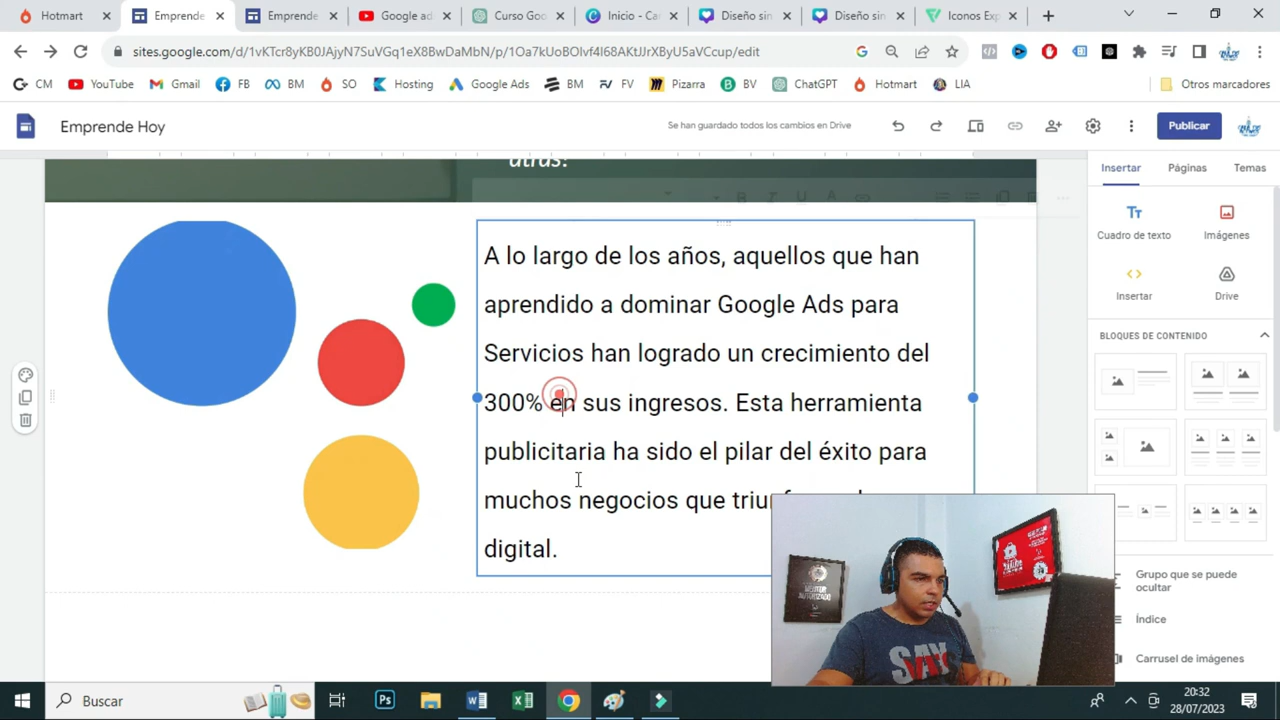 Hotmart
Emprende
Emprende
Google ad
Curso Goo
Inicio - Ca
Diseño sin
Diseño sin
Iconos Exp
sites.google.com/d/1vKTcr8yKB0JAjyN7SuVGq1eX8BwDaMbN/p/1Oa7kUoBOlvf4I68AKtJJrXByU5aVCcup/edit
CM
YouTube
Gmail
FB
BM
SO
Hosting
Google Ads
BM
FV
Pizarra
BV
ChatGPT
Hotmart
LIA
Otros marcadores
Emprende Hoy
Se han guardado todos los cambios en Drive
Publicar
otras!
Insertar
Páginas
Temas
Cuadro de texto
Imágenes
Insertar
Drive
BLOQUES DE CONTENIDO
A lo largo de los años, aquellos que han
aprendido a dominar Google Ads para
Servicios han logrado un crecimiento del
300% en sus ingresos. Esta herramienta
publicitaria ha sido el pilar del éxito para
muchos negocios que
digital.
Grupo que se puede
ocultar
Índice
Carrusel de imágenes
SAY
Buscar
20:32
28/07/2023